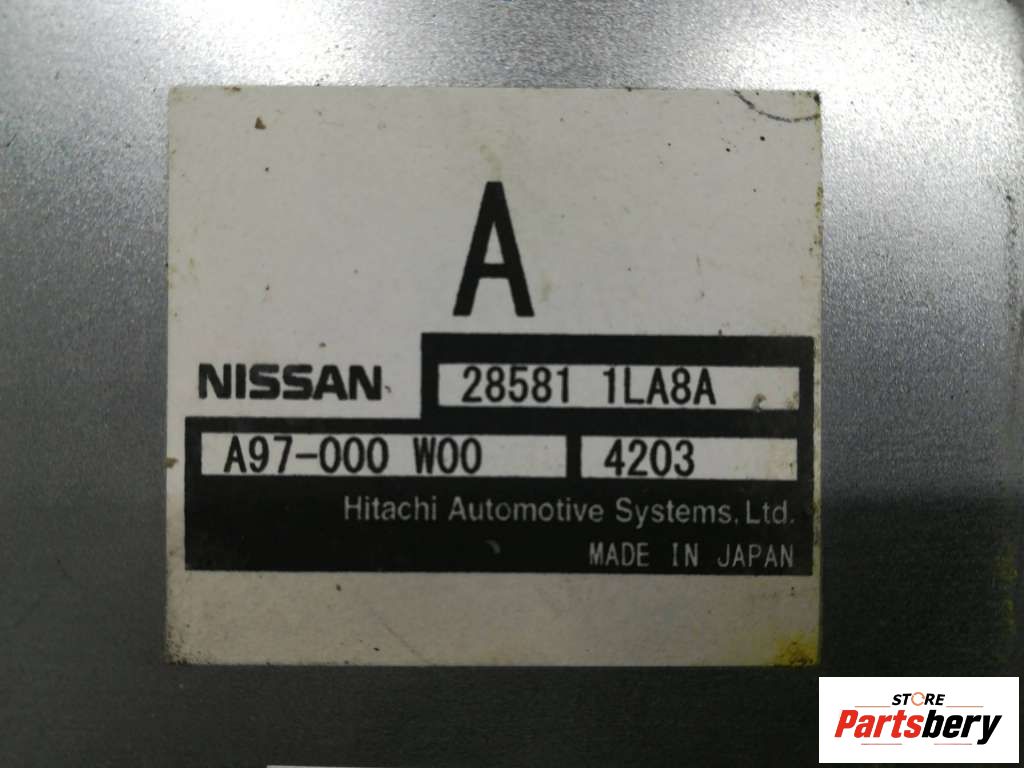 A
NISSAN 28581 1LA8A
A97-000 W00 4203
Hitachi Automotive Systems, Ltd.
MADE IN JAPAN
STORE
Partsbery